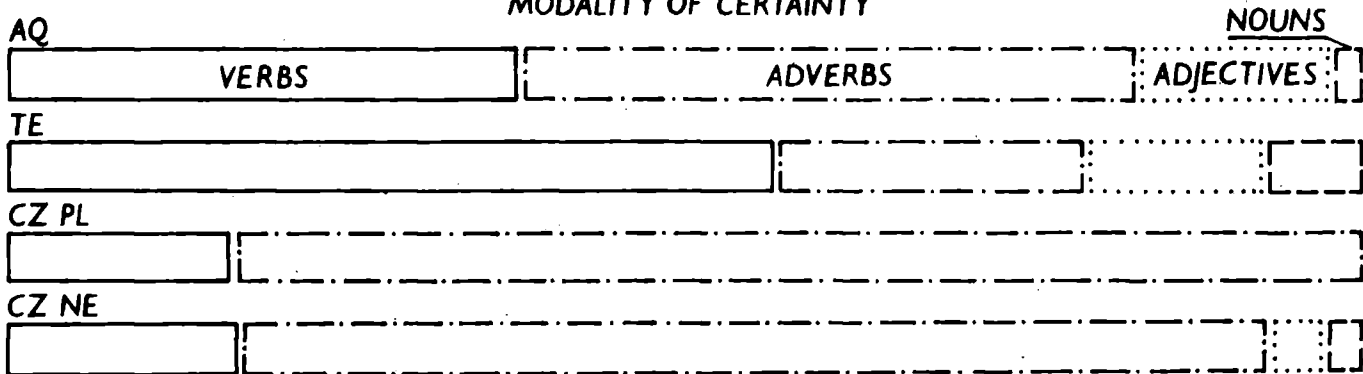 MODALITY OF CERTAINTY
NOUNS
AQ
VERBS ADVERBS ADJECTIVES
TE
CZ PL
CZ NE